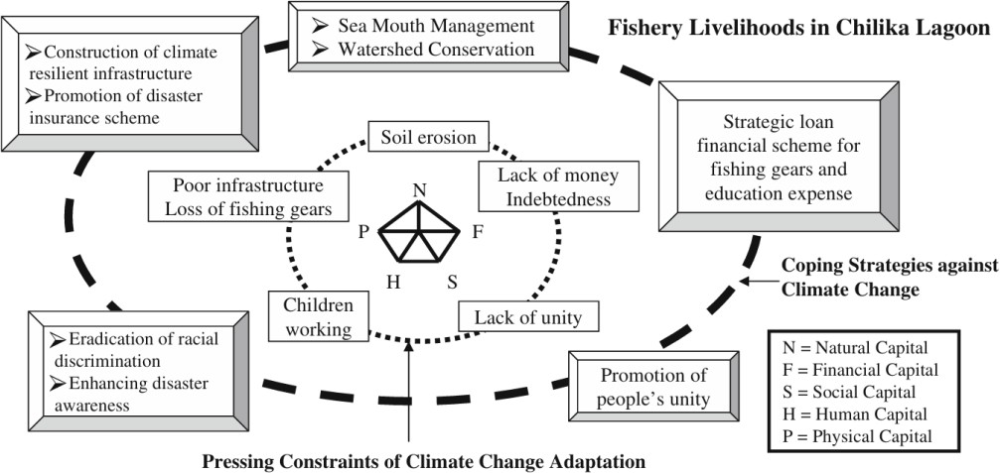 Fishery Livelihoods in Chilika Lagoon
➢ Sea Mouth Management
➢ Watershed Conservation
➢Construction of climate
resilient infrastructure
➢Promotion of disaster
insurance scheme
Strategic loan
financial scheme for
fishing gears and
education expense
Soil erosion
Poor infrastructure
Loss of fishing gears
Lack of money
Indebtedness
N
P
F
H
S
Children
working
Lack of unity
Coping Strategies against
Climate Change
➢Eradication of racial
discrimination
➢Enhancing disaster
awareness
Promotion of
people's unity
N = Natural Capital
F = Financial Capital
S = Social Capital
H = Human Capital
P = Physical Capital
Pressing Constraints of Climate Change Adaptation